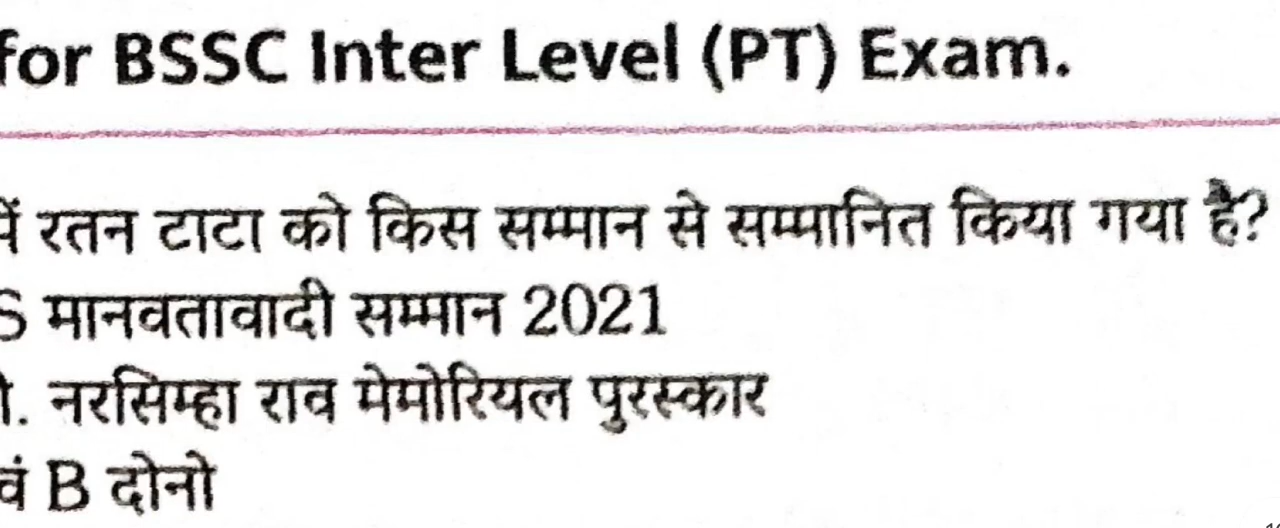 for BSSC Inter Level (PT) Exam.
में रतन टाटा को किस सम्मान से सम्मानित किया गया है?
S मानवतावादी सम्मान 2021
नरसिम्हा राव मेमोरियल पुरस्कार
B दोनो